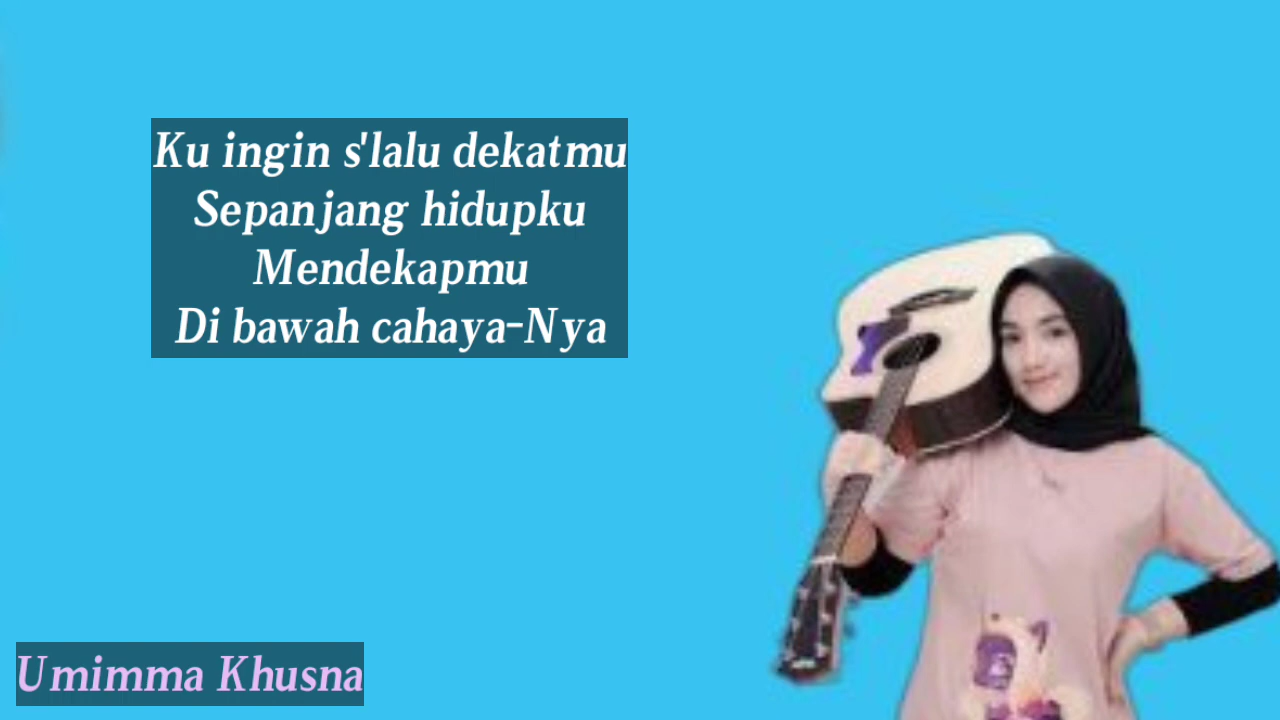 Ku ingin s'lalu dekatmu
Sepanjang hidupku
Mendekapmu
Di bawah cahaya-Nya
Umimma Khusna